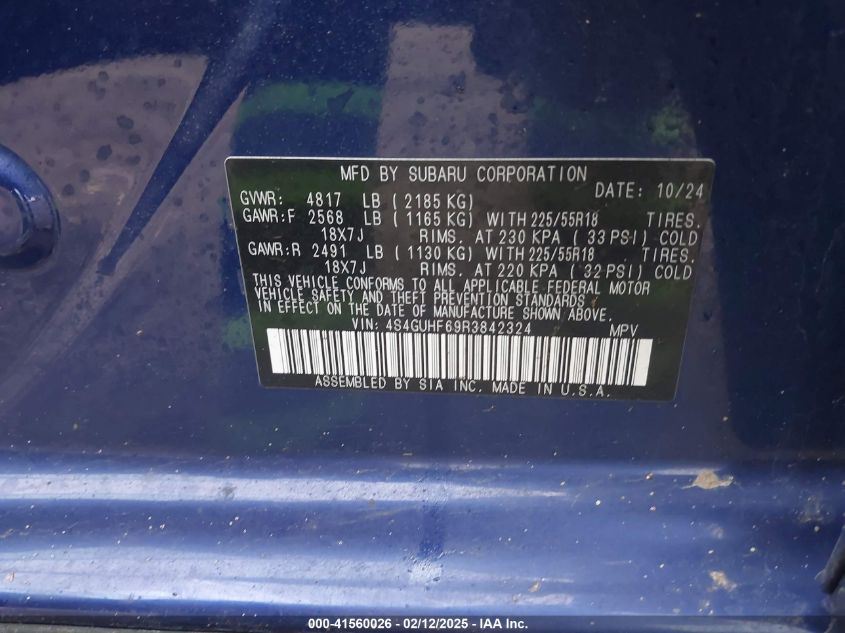 MFD BY SUBARU CORPORATION
DATE: 10/24
GVWR: 4817 LB ( 2185 KG)
GAWR:F 2568 LB ( 1165 KG) WITH 225/55R18 TIRES.
18X7J RIMS. AT 230 KPA ( 33 PSI) COLD
GAWR:R 2491 LB ( 1130 KG) WITH 225/55R18 TIRES.
18X7J RIMS. AT 220 KPA ( 32 PSI) COLD
THIS VEHICLE CONFORMS TO ALL APPLICABLE FEDERAL MOTOR
VEHICLE SAFETY AND THEFT PREVENTION STANDARDS
IN EFFECT ON THE DATE OF MANUFACTURE SHOWN ABOVE.
VIN: 4S4GUHF69R3842324 MPV
ASSEMBLED BY SIA INC. MADE IN U.S.A.
000-41560026 - 02/12/2025 - IAA Inc.